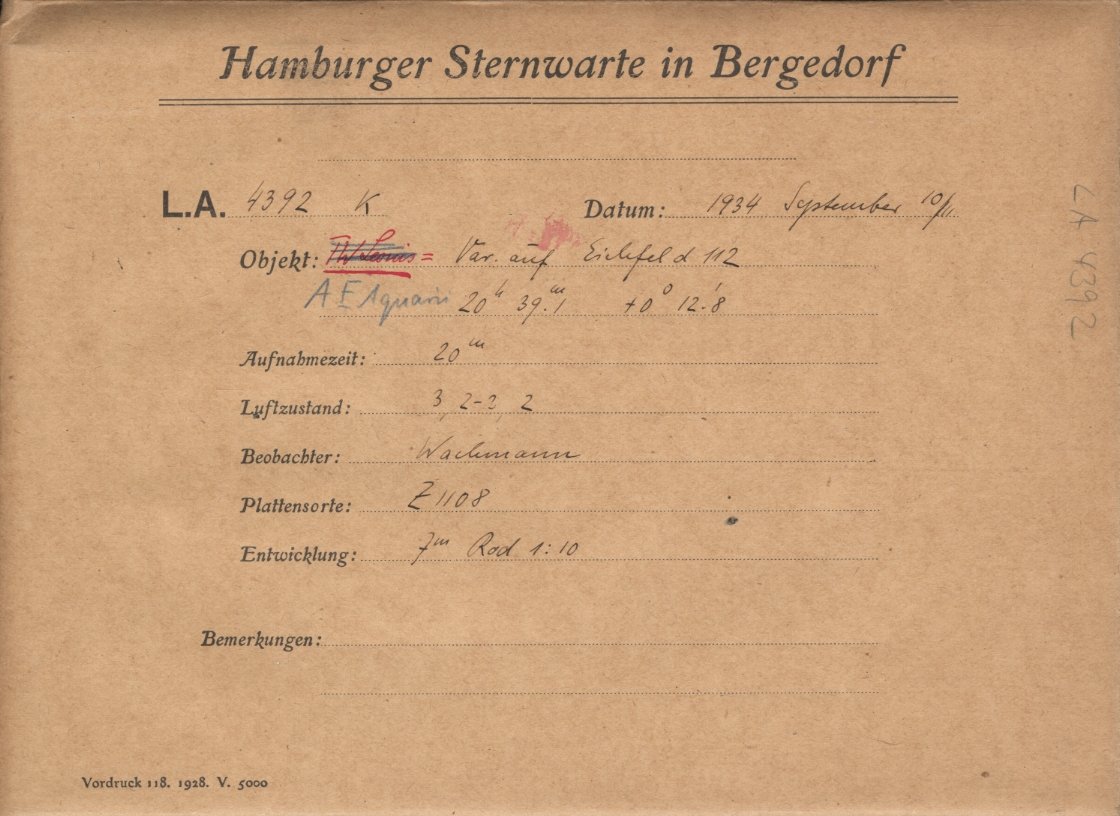 Hamburger Sternwarte in Bergedorf
L.A. 4392 K Datum: 1934 September 10/11
Objekt: = Var. auf Eichfeld 112
AE Aquarii 20h 39.m1 +0° 12.'8
Aufnahmezeit: 20m
Luftzustand: 3, 2-3, 2
Beobachter: Wachmann
Plattensorte: Z 1108
Entwicklung: 7m Rod 1:10
Bemerkungen:
Vordruck 118. 1928. V. 5000
LA 4392